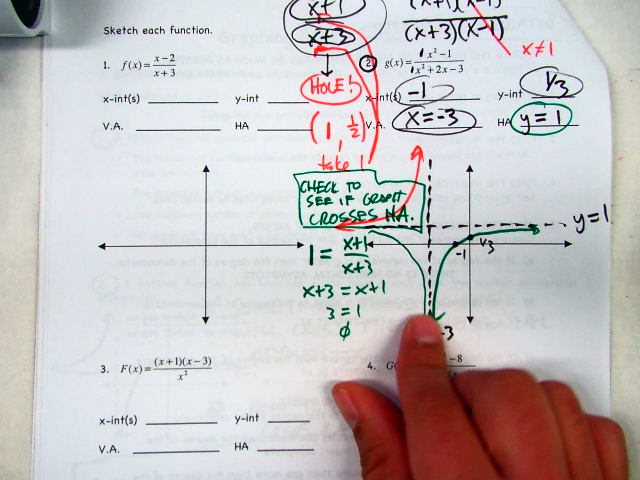 x+1
x+3
(x+3)(x-1)
x≠1
Sketch each function.
1. f(x)= x-2 / x+3
HOLE!
(1, 1/2)
take 1
2 g(x)= x²-1 / x²+2x-3
x-int(s)
y-int
V.A.
HA
x-int(s) -1
y-int 1/3
V.A. x=-3
HA y=1
CHECK TO
SEE IF GRAPH
CROSSES HA.
1 = x+1 / x+3
x+3 = x+1
3 = 1
∅
y=1
-1
1/3
-3
3. F(x)= (x+1)(x-3) / x²
4.
-8
x-int(s)
y-int
V.A.
HA